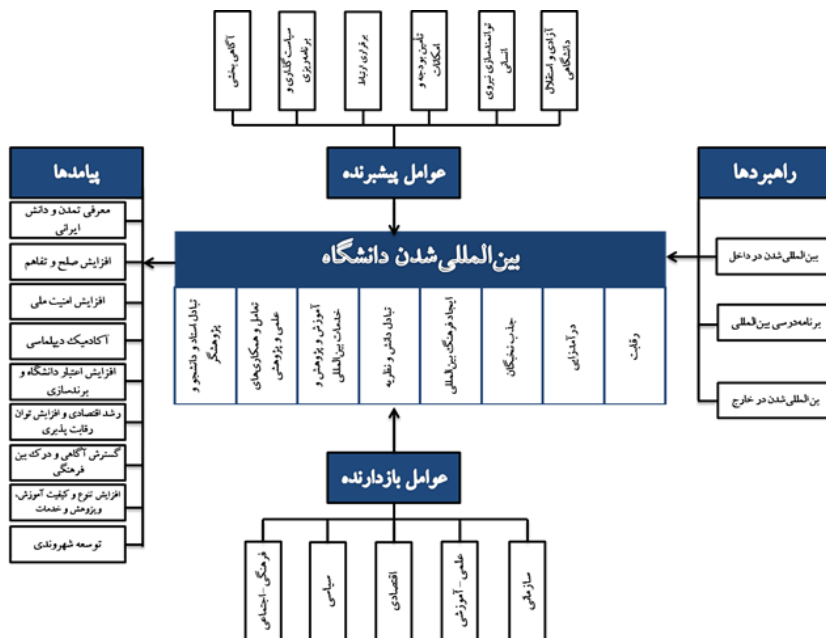 آزادی و استقلال
دانشگاهی
توانمندسازی نیروی
انسانی
تأمین بودجه و
امکانات
برقراری ارتباط
سیاست گذاری و
برنامه‌ریزی
آگاهی بخشی
عوامل پیشبرنده
راهبردها
بین‌المللی‌شدن در داخل
برنامه‌درسی بین‌المللی
بن‌المللی‌شدن در خارج
بین‌المللی‌شدن دانشگاه
رقابت
درآمدزایی
جذب نخبگان
ایجاد فرهنگ بین‌المللی
تبادل دانش و نظریه
آموزش و پژوهش و
خدمات بین‌المللی
تعامل و همکاری‌های
علمی و پژوهشی
تبادل استاد و دانشجو و
پژوهشگر
پیامدها
معرفی تمدن و دانش
ایرانی
افزایش صلح و تفاهم
افزایش امنیت ملی
آکادمیک دیپلماسی
افزایش اعتبار دانشگاه و
برندسازی
رشد اقتصادی و افزایش توان
رقابت پذیری
گسترش آگاهی و درک بین
فرهنگی
افزایش تنوع و کیفیت آموزش،
وپژوهش و خدمات
توسعه شهروندی
عوامل بازدارنده
سازمانی
علمی - آموزشی
اقتصادی
سیاسی
فرهنگی - اجتماعی